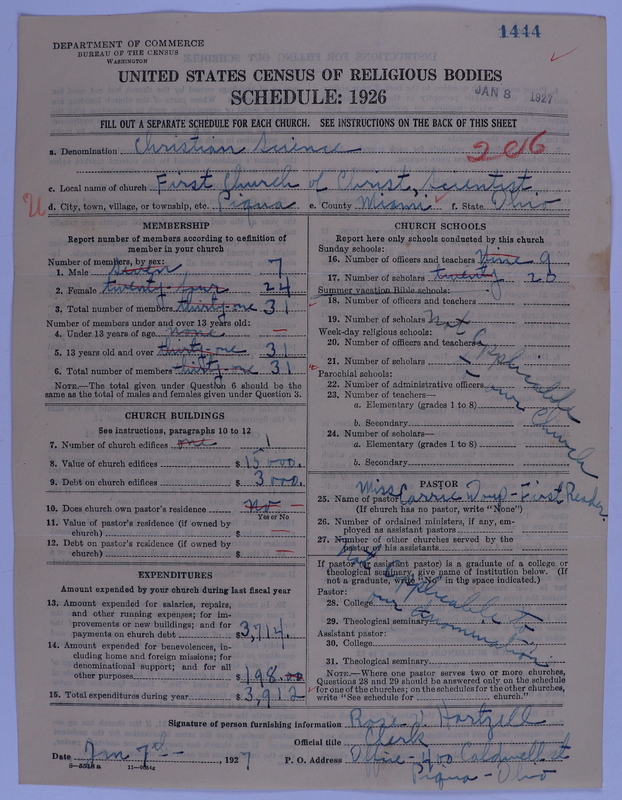 1444
DEPARTMENT OF COMMERCE
BUREAU OF THE CENSUS
WASHINGTON
UNITED STATES CENSUS OF RELIGIOUS BODIES
SCHEDULE: 1926
JAN 8 1927
FILL OUT A SEPARATE SCHEDULE FOR EACH CHURCH. SEE INSTRUCTIONS ON THE BACK OF THIS SHEET
a. Denomination Christian Science
206
c. Local name of church First Church of Christ, Scientist
U d. City, town, village, or township, etc. Piqua e. County Miami f. State Ohio
MEMBERSHIP
Report number of members according to definition of
member in your church
Number of members, by sex:
1. Male seven 7
2. Female twenty-four 24
3. Total number of members thirty-one 31
Number of members under and over 13 years old:
4. Under 13 years of age none —
5. 13 years old and over thirty-one 31
6. Total number of members thirty-one 31
NOTE.—The total given under Question 6 should be the
same as the total of males and females given under Question 3.
CHURCH BUILDINGS
See instructions, paragraphs 10 to 12
7. Number of church edifices one 1
8. Value of church edifices $ 15000.
9. Debt on church edifices $ 3000.
10. Does church own pastor's residence No —
Yes or No
11. Value of pastor's residence (if owned by
church) $ —
12. Debt on pastor's residence (if owned by
church) $ —
EXPENDITURES
Amount expended by your church during last fiscal year
13. Amount expended for salaries, repairs,
and other running expenses; for im-
provements or new buildings; and for
payments on church debt $3,714.
14. Amount expended for benevolences, in-
cluding home and foreign missions; for
denominational support; and for all
other purposes $ 198.00
15. Total expenditures during year $3,912
CHURCH SCHOOLS
Report here only schools conducted by this church
Sunday schools:
16. Number of officers and teachers Nine 9
17. Number of scholars twenty 20
Summer vacation Bible schools:
18. Number of officers and teachers
19. Number of scholars Not
Week-day religious schools:
20. Number of officers and teachers Applicable
21. Number of scholars
Parochial schools:
22. Number of administrative officers our Church
23. Number of teachers—
a. Elementary (grades 1 to 8)
b. Secondary
24. Number of scholars—
a. Elementary (grades 1 to 8)
b. Secondary
PASTOR
25. Name of pastor Miss Carrie - First Reader.
(If church has no pastor, write "None")
26. Number of ordained ministers, if any, em-
ployed as assistant pastors
27. Number of other churches served by the
pastor or his assistants
If pastor (or assistant pastor) is a graduate of a college or
theological seminary, give name of institution below. (If
not a graduate, write "No" in the space indicated.)
Not applicable to
our denomination
Pastor:
28. College
29. Theological seminary
Assistant pastor:
30. College
31. Theological seminary
NOTE.—Where one pastor serves two or more churches,
Questions 28 and 29 should be answered only on the schedule
for one of the churches; on the schedules for the other churches,
write "See schedule for church."
Signature of person furnishing information Rose V. Hartzell
Official title Clerk
Date Jan 7th, 1927 P. O. Address Office - 400 Caldwell st
Piqua - Ohio